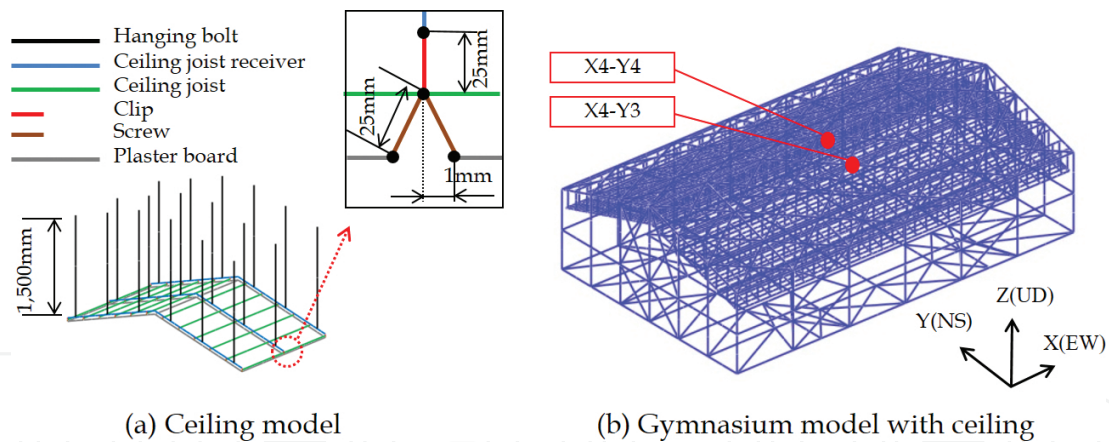 Hanging bolt
Ceiling joist receiver
Ceiling joist
Clip
Screw
Plaster board
25mm
25mm
1mm
1,500mm
(a) Ceiling model
X4-Y4
X4-Y3
Z(UD)
Y(NS)
X(EW)
(b) Gymnasium model with ceiling